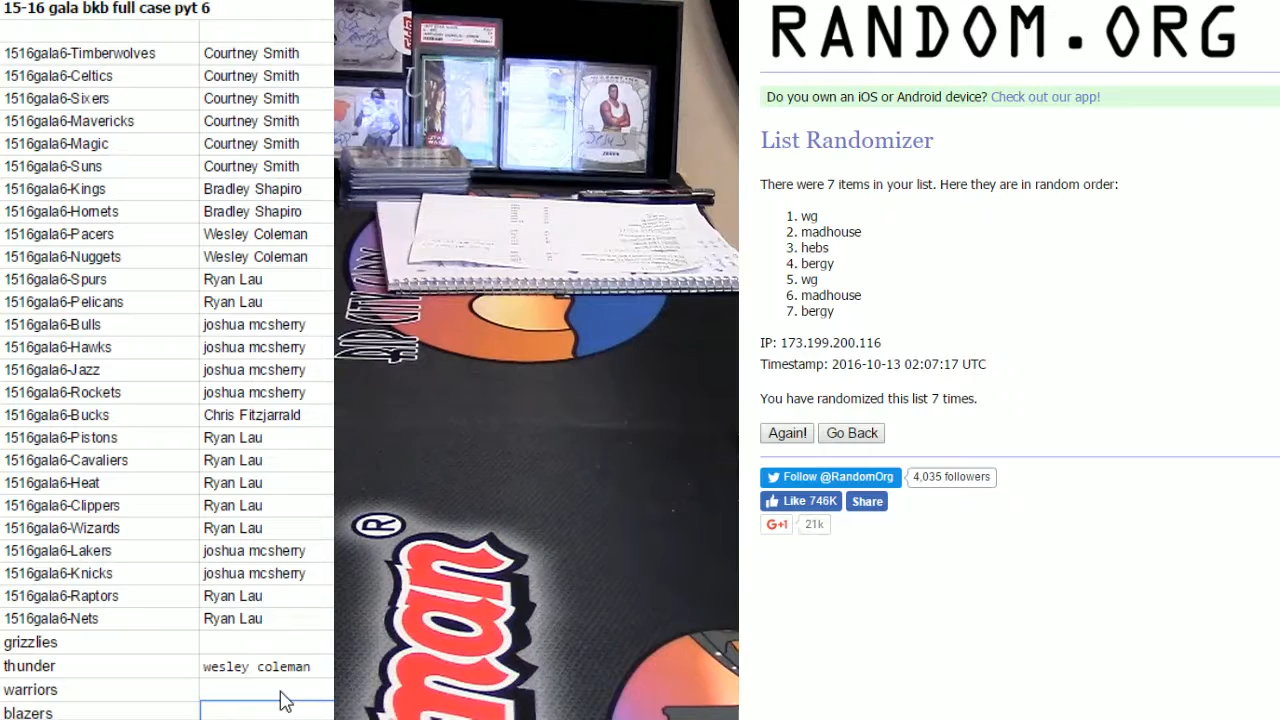 15-16 gala bkb full case pyt 6
1516gala6-Timberwolves Courtney Smith
1516gala6-Celtics Courtney Smith
1516gala6-Sixers Courtney Smith
1516gala6-Mavericks Courtney Smith
1516gala6-Magic Courtney Smith
1516gala6-Suns Courtney Smith
1516gala6-Kings Bradley Shapiro
1516gala6-Hornets Bradley Shapiro
1516gala6-Pacers Wesley Coleman
1516gala6-Nuggets Wesley Coleman
1516gala6-Spurs Ryan Lau
1516gala6-Pelicans Ryan Lau
1516gala6-Bulls joshua mcsherry
1516gala6-Hawks joshua mcsherry
1516gala6-Jazz joshua mcsherry
1516gala6-Rockets joshua mcsherry
1516gala6-Bucks Chris Fitzjarrald
1516gala6-Pistons Ryan Lau
1516gala6-Cavaliers Ryan Lau
1516gala6-Heat Ryan Lau
1516gala6-Clippers Ryan Lau
1516gala6-Wizards Ryan Lau
1516gala6-Lakers joshua mcsherry
1516gala6-Knicks joshua mcsherry
1516gala6-Raptors Ryan Lau
1516gala6-Nets Ryan Lau
grizzlies
thunder wesley coleman
warriors
blazers
RIP CITY
®
RANDOM.ORG
Do you own an iOS or Android device? Check out our app!
List Randomizer
There were 7 items in your list. Here they are in random order:
1. wg
2. madhouse
3. hebs
4. bergy
5. wg
6. madhouse
7. bergy
IP: 173.199.200.116
Timestamp: 2016-10-13 02:07:17 UTC
You have randomized this list 7 times.
Again! Go Back
Follow @RandomOrg 4,035 followers
Like 746K Share
G+1 21k